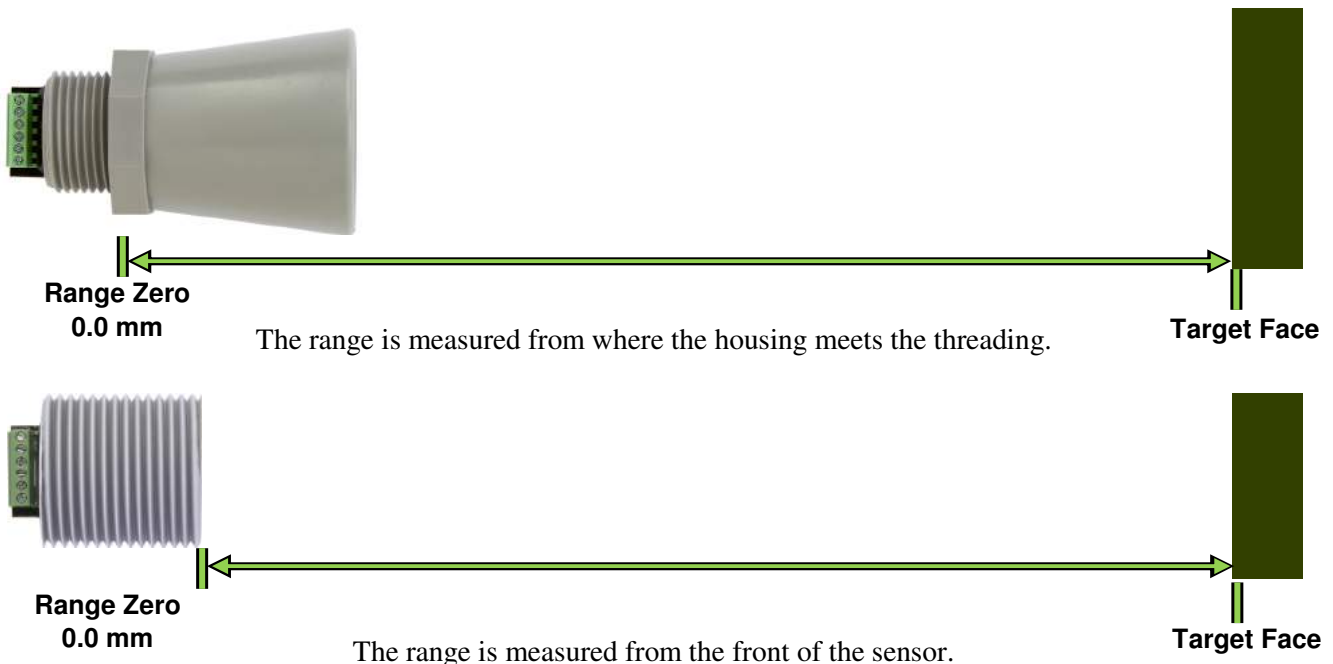 Range Zero
0.0 mm
The range is measured from where the housing meets the threading.
Target Face
Range Zero
0.0 mm
The range is measured from the front of the sensor.
Target Face